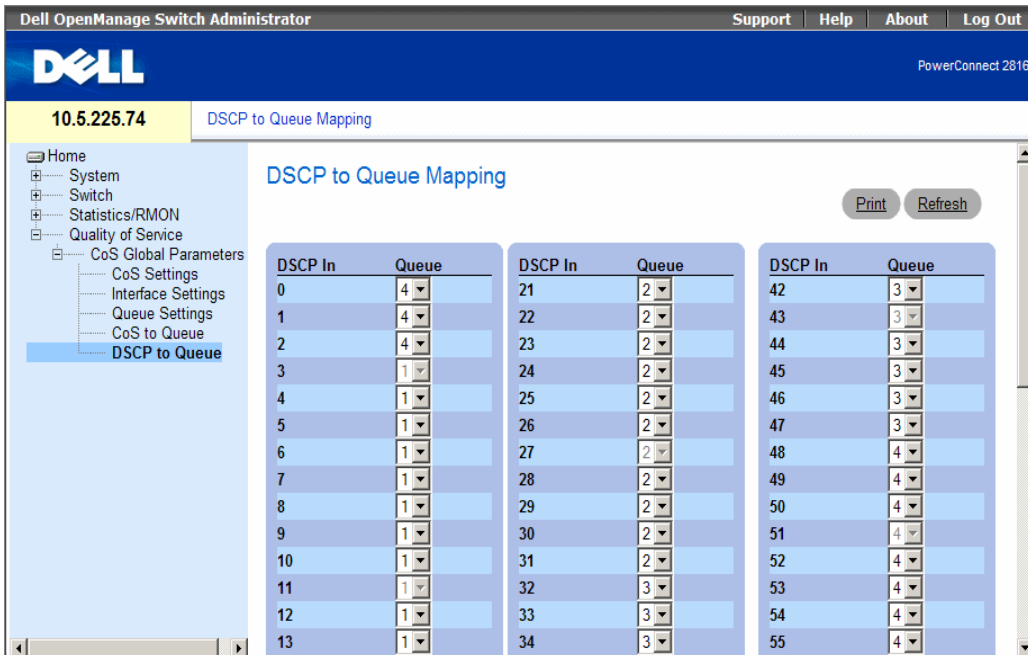 Dell OpenManage Switch Administrator Support Help About Log Out
DELL
PowerConnect 2816
10.5.225.74 DSCP to Queue Mapping
Home
System
Switch
Statistics/RMON
Quality of Service
CoS Global Parameters
CoS Settings
Interface Settings
Queue Settings
CoS to Queue
DSCP to Queue
DSCP to Queue Mapping
Print Refresh
DSCP In Queue DSCP In Queue DSCP In Queue
0 4 21 2 42 3
1 4 22 2 43 3
2 4 23 2 44 3
3 1 24 2 45 3
4 1 25 2 46 3
5 1 26 2 47 3
6 1 27 2 48 4
7 1 28 2 49 4
8 1 29 2 50 4
9 1 30 2 51 4
10 1 31 2 52 4
11 1 32 3 53 4
12 1 33 3 54 4
13 1 34 3 55 4